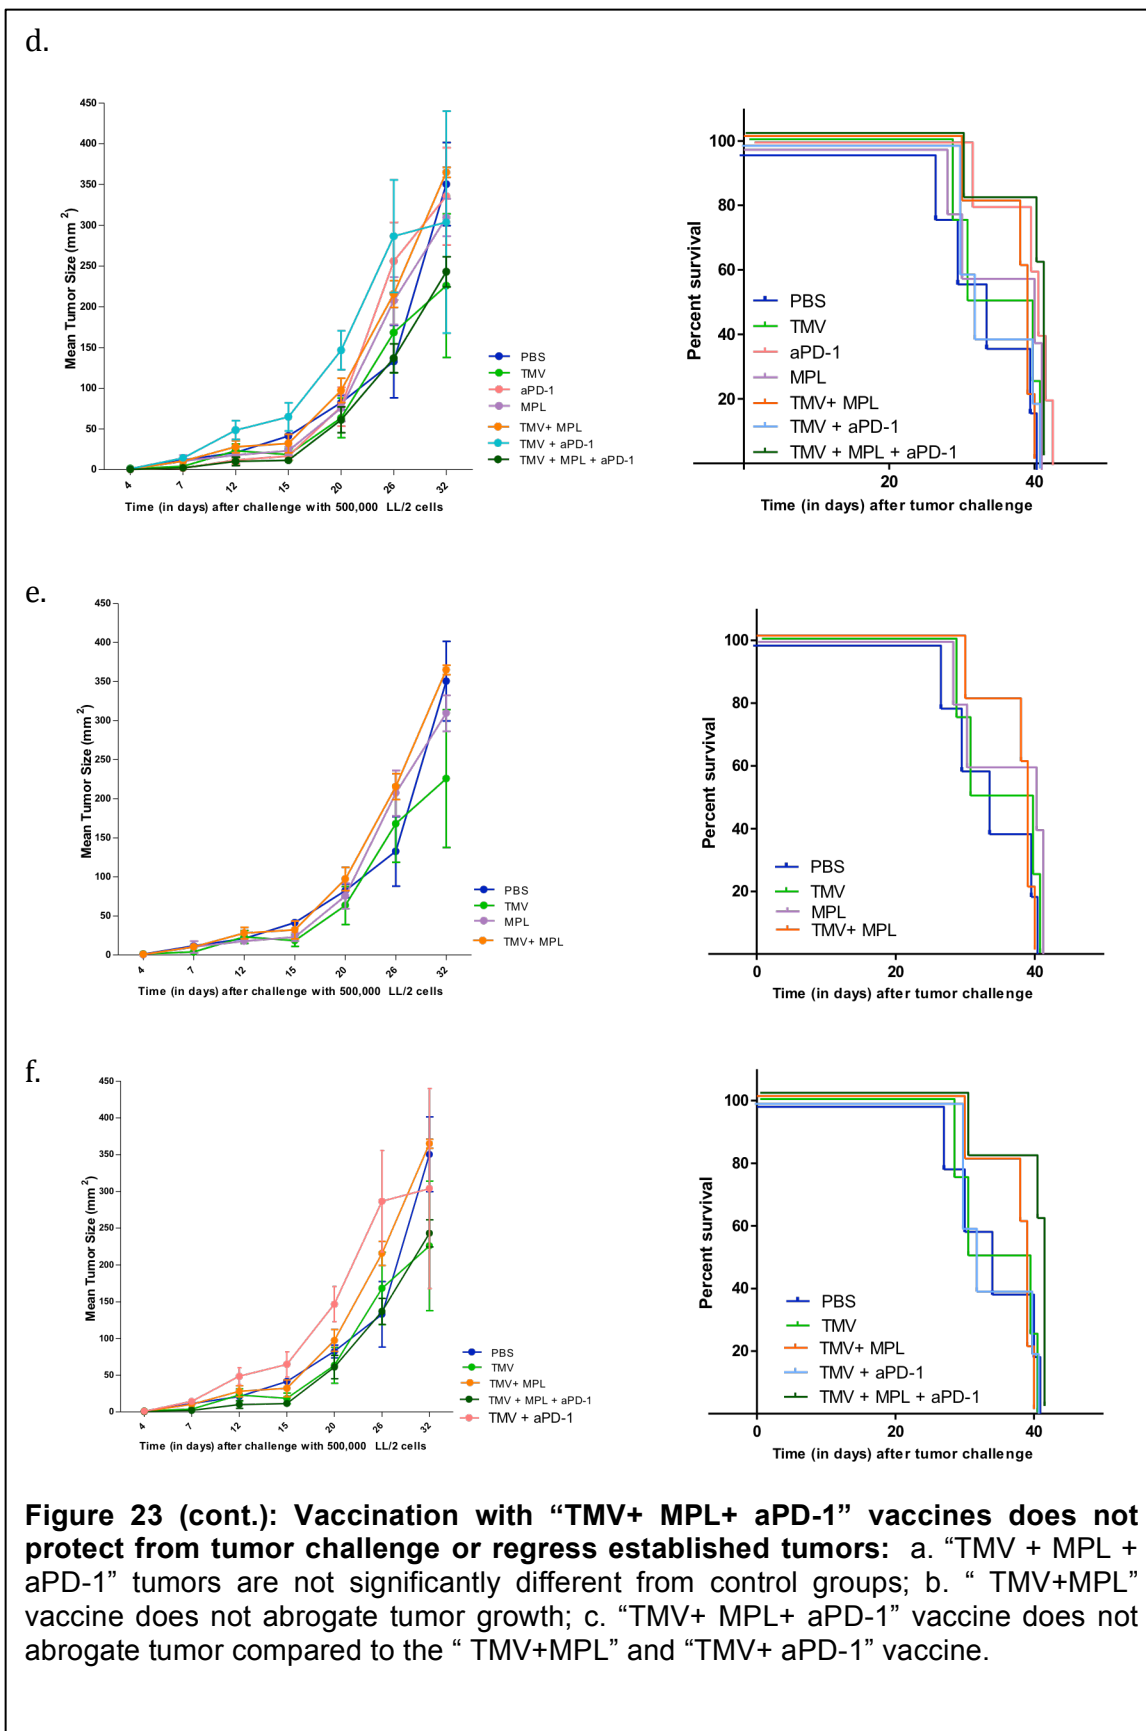 d.
450
400
350
300
250
200
150
100
50
0
Mean Tumor Size (mm 2)
4
7
12
15
20
26
32
Time (in days) after challenge with 500,000 LL/2 cells
PBS
TMV
aPD-1
MPL
TMV+ MPL
TMV + aPD-1
TMV + MPL + aPD-1
100
80
60
40
20
Percent survival
PBS
TMV
aPD-1
MPL
TMV+ MPL
TMV + aPD-1
TMV + MPL + aPD-1
20
40
Time (in days) after tumor challenge
e.
450
400
350
300
250
200
150
100
50
0
Mean Tumor Size (mm 2)
4
7
12
15
20
26
32
Time (in days) after challenge with 500,000 LL/2 cells
PBS
TMV
MPL
TMV+ MPL
100
80
60
40
20
Percent survival
PBS
TMV
MPL
TMV+ MPL
0
20
40
Time (in days) after tumor challenge
f.
450
400
350
300
250
200
150
100
50
0
Mean Tumor Size (mm 2)
4
7
12
15
20
26
32
Time (in days) after challenge with 500,000 LL/2 cells
PBS
TMV
TMV+ MPL
TMV + MPL + aPD-1
TMV + aPD-1
100
80
60
40
20
Percent survival
PBS
TMV
TMV+ MPL
TMV + aPD-1
TMV + MPL + aPD-1
0
20
40
Time (in days) after tumor challenge
Figure 23 (cont.): Vaccination with “TMV+ MPL+ aPD-1” vaccines does not
protect from tumor challenge or regress established tumors: a. “TMV + MPL +
aPD-1” tumors are not significantly different from control groups; b. “ TMV+MPL”
vaccine does not abrogate tumor growth; c. “TMV+ MPL+ aPD-1” vaccine does not
abrogate tumor compared to the “ TMV+MPL” and “TMV+ aPD-1” vaccine.